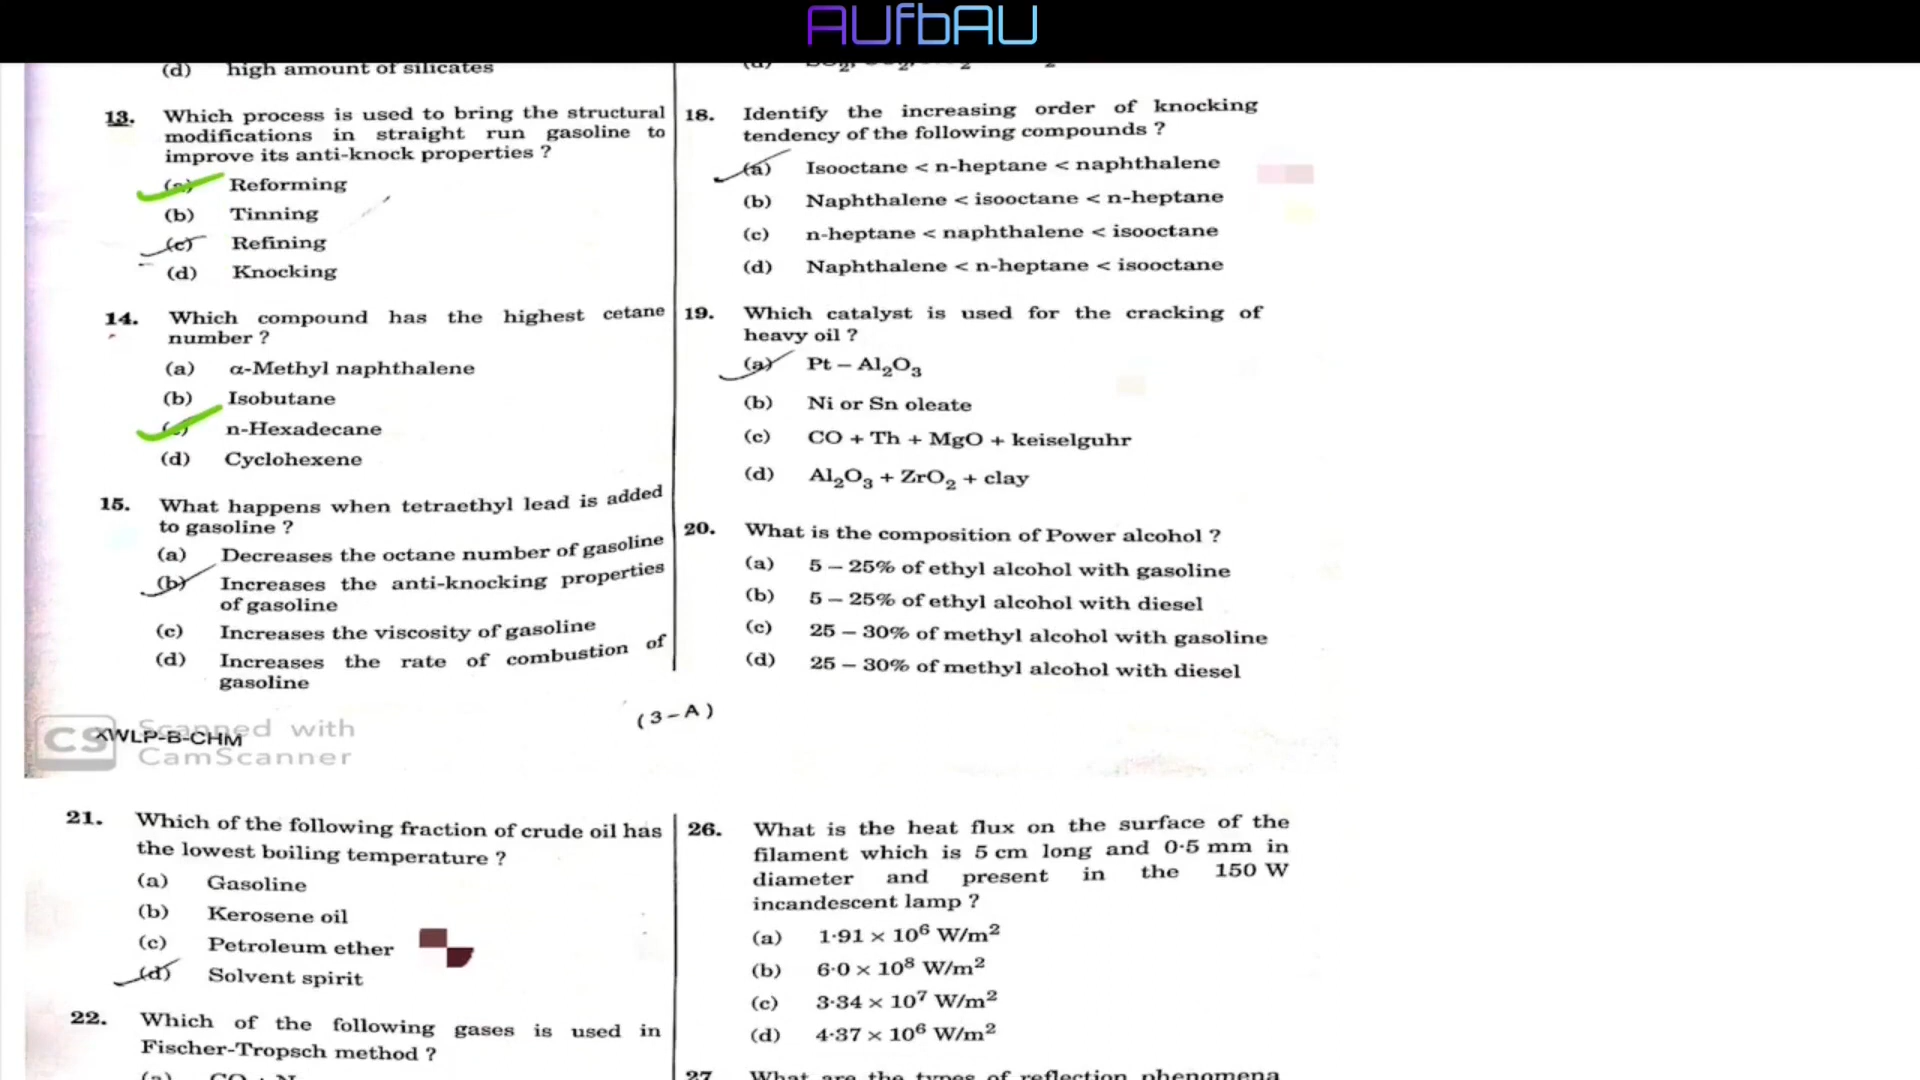 AUFBAU
(d) high amount of silicates
13. Which process is used to bring the structural
modifications in straight run gasoline to
improve its anti-knock properties ?
(a) Reforming
(b) Tinning
(c) Refining
(d) Knocking
14. Which compound has the highest cetane
number ?
(a) α-Methyl naphthalene
(b) Isobutane
(c) n-Hexadecane
(d) Cyclohexene
15. What happens when tetraethyl lead is added
to gasoline ?
(a) Decreases the octane number of gasoline
(b) Increases the anti-knocking properties
of gasoline
(c) Increases the viscosity of gasoline
(d) Increases the rate of combustion of
gasoline
18. Identify the increasing order of knocking
tendency of the following compounds ?
(a) Isooctane < n-heptane < naphthalene
(b) Naphthalene < isooctane < n-heptane
(c) n-heptane < naphthalene < isooctane
(d) Naphthalene < n-heptane < isooctane
19. Which catalyst is used for the cracking of
heavy oil ?
(a) Pt – Al₂O₃
(b) Ni or Sn oleate
(c) CO + Th + MgO + keiselguhr
(d) Al₂O₃ + ZrO₂ + clay
20. What is the composition of Power alcohol ?
(a) 5 – 25% of ethyl alcohol with gasoline
(b) 5 – 25% of ethyl alcohol with diesel
(c) 25 – 30% of methyl alcohol with gasoline
(d) 25 – 30% of methyl alcohol with diesel
XWLP-B-CHM
(3–A)
CS Scanned with
CamScanner
21. Which of the following fraction of crude oil has
the lowest boiling temperature ?
(a) Gasoline
(b) Kerosene oil
(c) Petroleum ether
(d) Solvent spirit
22. Which of the following gases is used in
Fischer-Tropsch method ?
26. What is the heat flux on the surface of the
filament which is 5 cm long and 0·5 mm in
diameter and present in the 150 W
incandescent lamp ?
(a) 1·91 × 10⁶ W/m²
(b) 6·0 × 10⁸ W/m²
(c) 3·34 × 10⁷ W/m²
(d) 4·37 × 10⁶ W/m²
27. What are the types of reflection phenomena